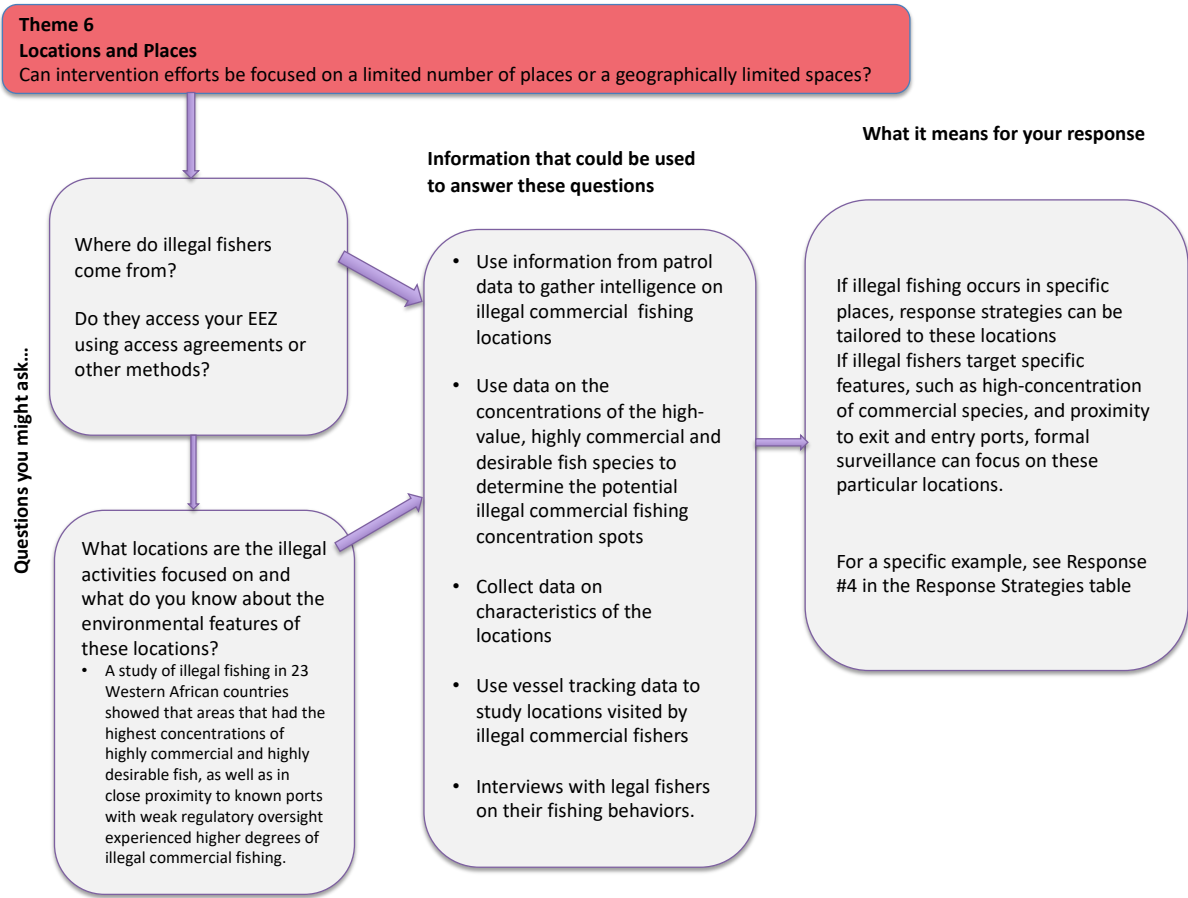 Theme 6
Locations and Places
Can intervention efforts be focused on a limited number of places or a geographically limited spaces?
Questions you might ask...
Where do illegal fishers
come from?
Do they access your EEZ
using access agreements or
other methods?
What locations are the illegal
activities focused on and
what do you know about the
environmental features of
these locations?
• A study of illegal fishing in 23
Western African countries
showed that areas that had the
highest concentrations of
highly commercial and highly
desirable fish, as well as in
close proximity to known ports
with weak regulatory oversight
experienced higher degrees of
illegal commercial fishing.
Information that could be used
to answer these questions
• Use information from patrol
data to gather intelligence on
illegal commercial fishing
locations
• Use data on the
concentrations of the high-
value, highly commercial and
desirable fish species to
determine the potential
illegal commercial fishing
concentration spots
• Collect data on
characteristics of the
locations
• Use vessel tracking data to
study locations visited by
illegal commercial fishers
• Interviews with legal fishers
on their fishing behaviors.
What it means for your response
If illegal fishing occurs in specific
places, response strategies can be
tailored to these locations
If illegal fishers target specific
features, such as high-concentration
of commercial species, and proximity
to exit and entry ports, formal
surveillance can focus on these
particular locations.
For a specific example, see Response
#4 in the Response Strategies table